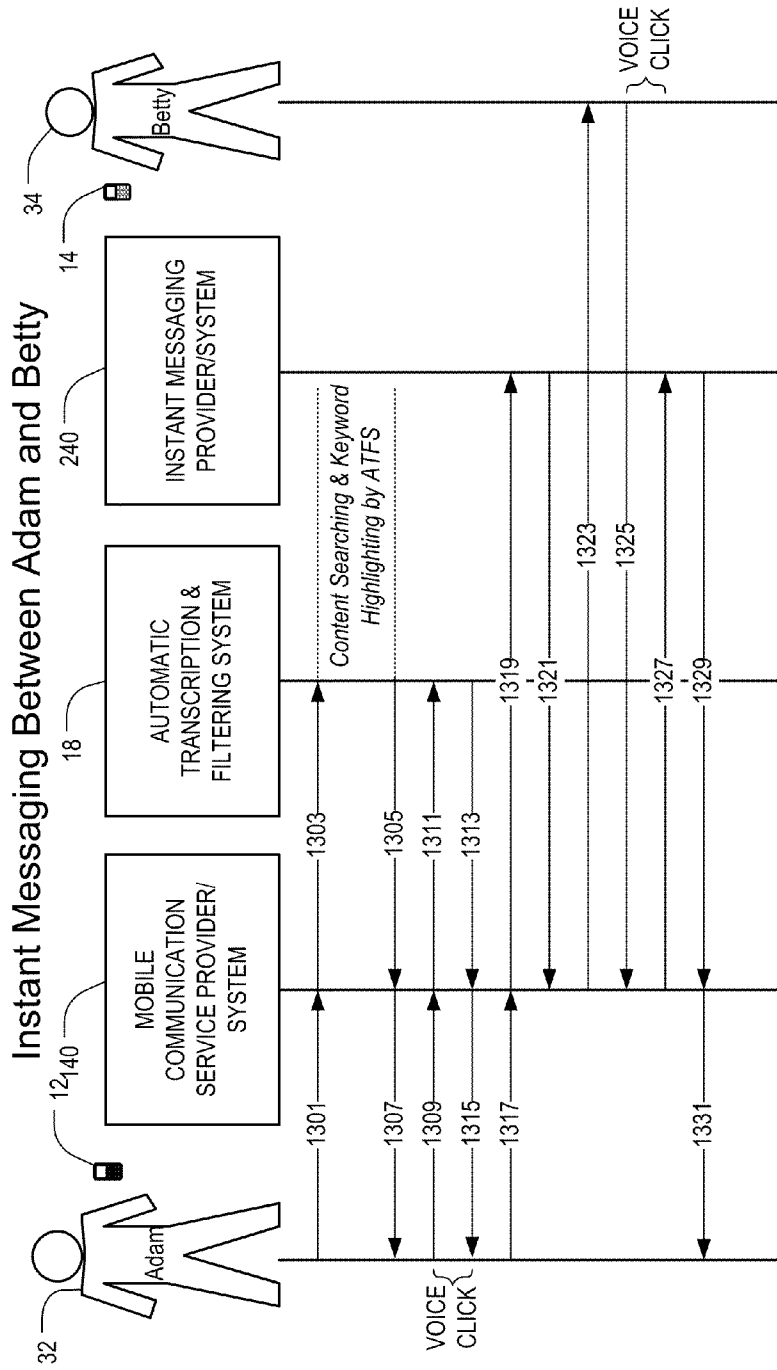 Instant Messaging Between Adam and Betty
32
12
140
18
240
14
34
Adam
MOBILE
COMMUNICATION
SERVICE PROVIDER/
SYSTEM
AUTOMATIC
TRANSCRIPTION &
FILTERING SYSTEM
INSTANT MESSAGING
PROVIDER/SYSTEM
Betty
1301
1303
Content Searching & Keyword
Highlighting by ATFS
1307
1305
1309
1311
VOICE
CLICK
1315
1313
1317
1319
1321
1323
1325
VOICE
CLICK
1327
1331
1329